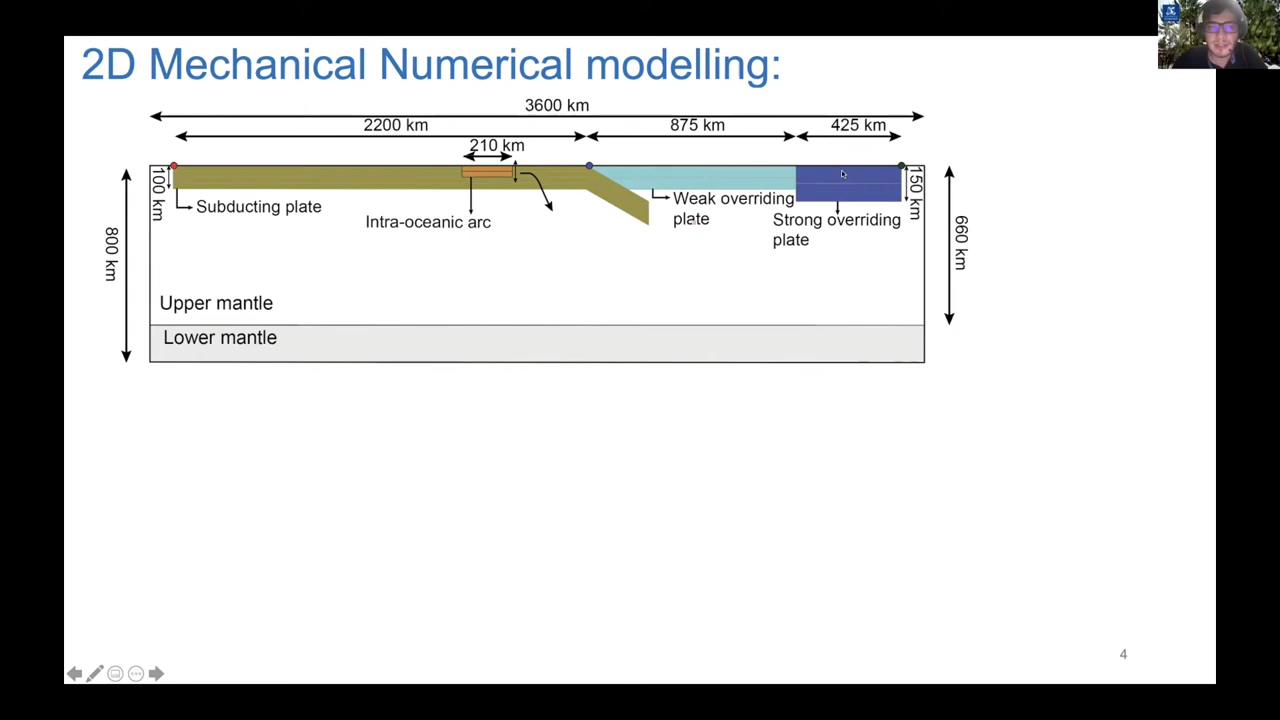 2D Mechanical Numerical modelling:
3600 km
2200 km
875 km
425 km
210 km
100 km
150 km
Subducting plate
Intra-oceanic arc
Weak overriding
plate
Strong overriding
plate
800 km
660 km
Upper mantle
Lower mantle
4